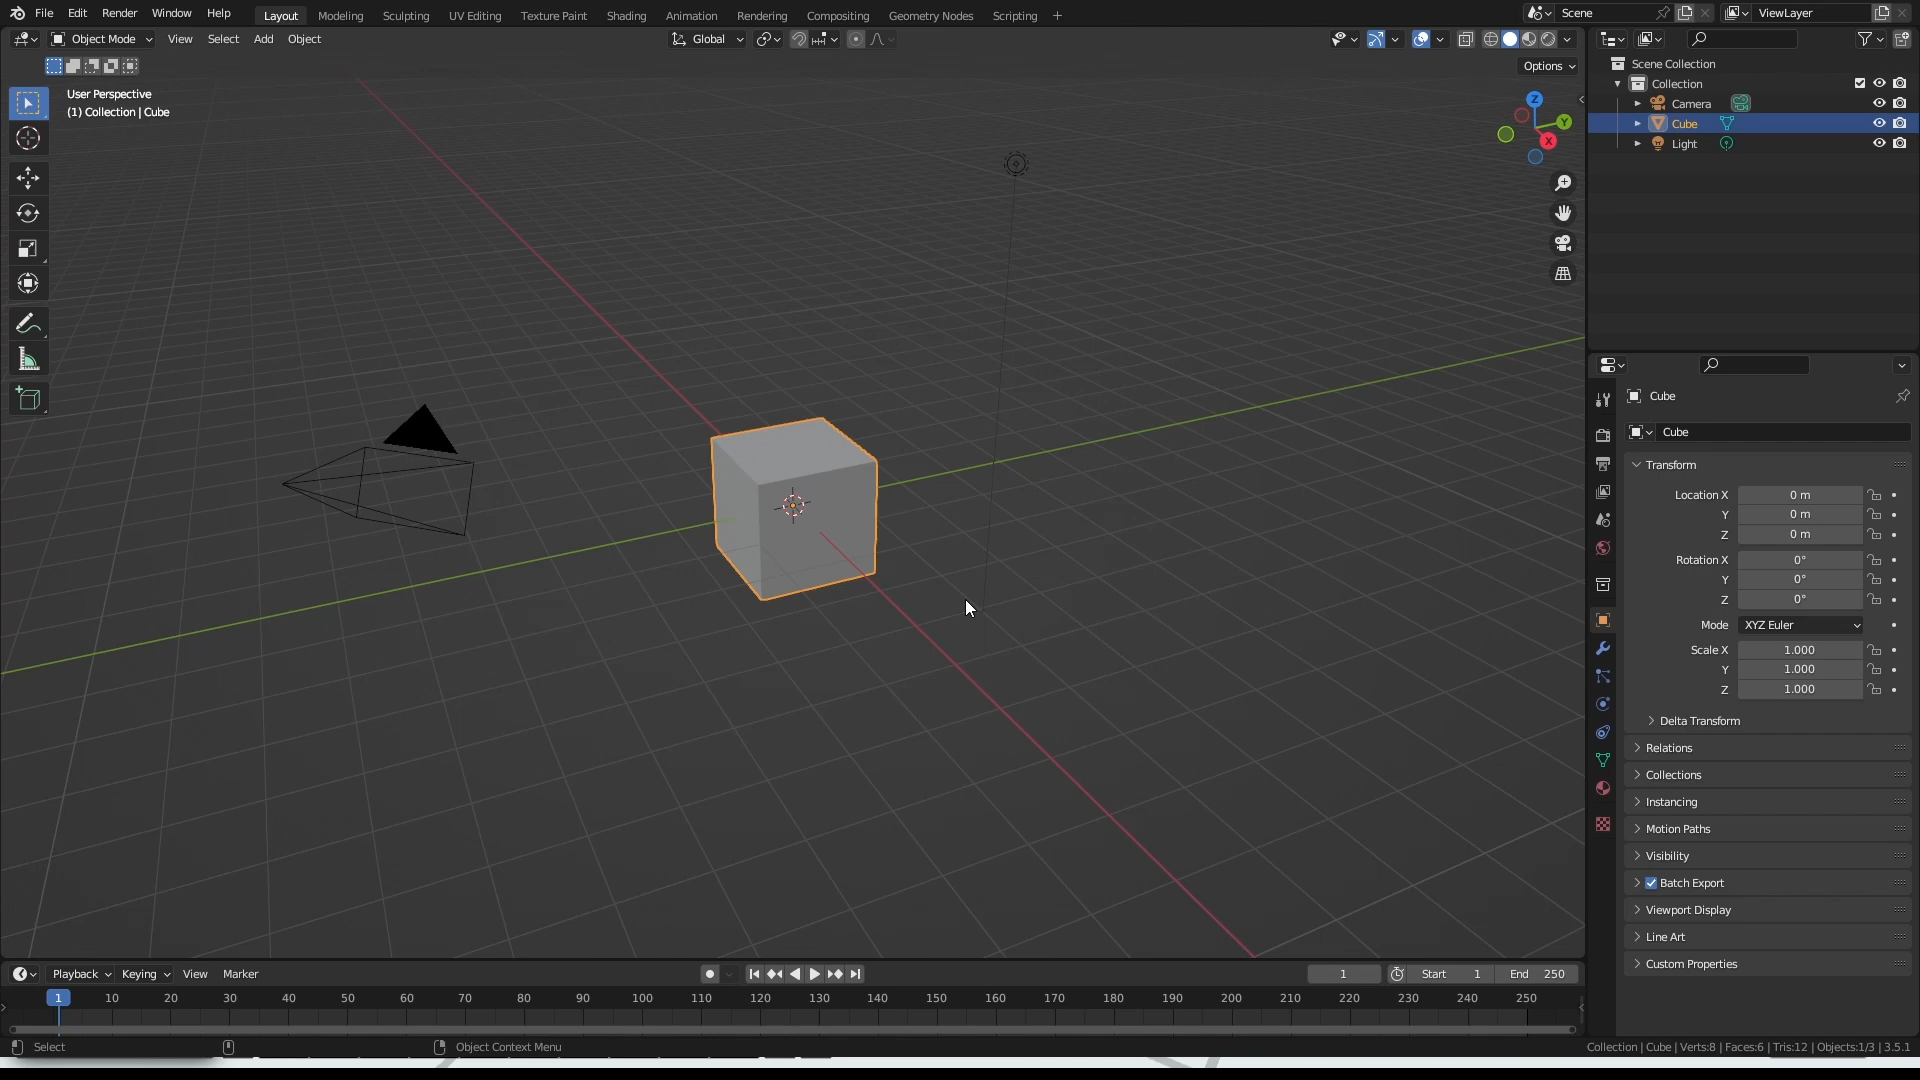 File Edit Render Window Help Layout Modeling Sculpting UV Editing Texture Paint Shading Animation Rendering Compositing Geometry Nodes Scripting + Scene ViewLayer
Object Mode View Select Add Object Global
Options
User Perspective
(1) Collection | Cube
Z
Y
X
Scene Collection
Collection
Camera
Cube
Light
Cube
Cube
Transform
Location X 0 m
Y 0 m
Z 0 m
Rotation X 0°
Y 0°
Z 0°
Mode XYZ Euler
Scale X 1.000
Y 1.000
Z 1.000
Delta Transform
Relations
Collections
Instancing
Motion Paths
Visibility
Batch Export
Viewport Display
Line Art
Custom Properties
Playback Keying View Marker 1 Start 1 End 250
1 10 20 30 40 50 60 70 80 90 100 110 120 130 140 150 160 170 180 190 200 210 220 230 240 250
Select Object Context Menu Collection | Cube | Verts:8 | Faces:6 | Tris:12 | Objects:1/3 | 3.5.1